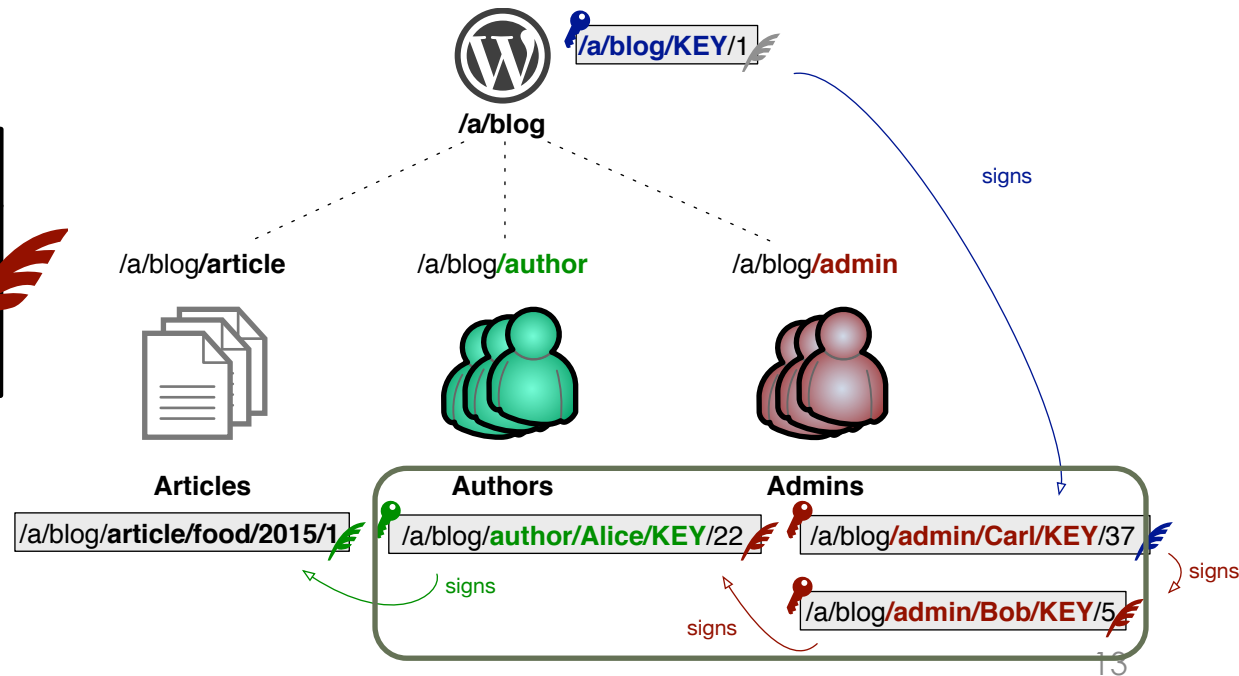 /a/blog/KEY/1
/a/blog
signs
/a/blog/article
/a/blog/author
/a/blog/admin
Articles
Authors
Admins
/a/blog/article/food/2015/1
/a/blog/author/Alice/KEY/22
/a/blog/admin/Carl/KEY/37
signs
signs
/a/blog/admin/Bob/KEY/5
signs
13